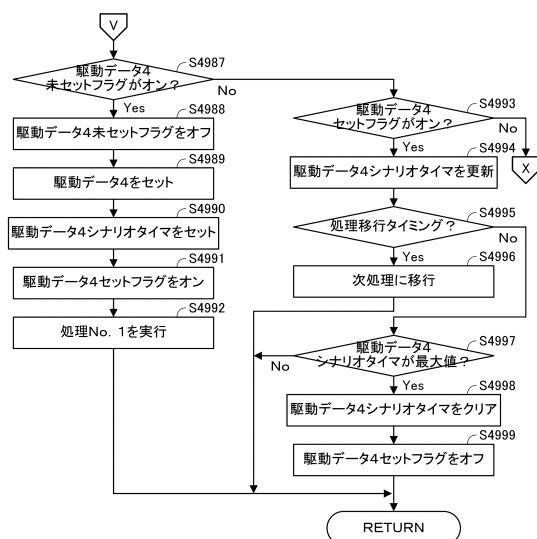 V
駆動データ4
未セットフラグがオン？
S4987
No
Yes
S4988
駆動データ4未セットフラグをオフ
S4989
駆動データ4をセット
S4990
駆動データ4シナリオタイマをセット
S4991
駆動データ4セットフラグをオン
S4992
処理No．1を実行
駆動データ4
セットフラグがオン？
S4993
No
X
Yes
S4994
駆動データ4シナリオタイマを更新
S4995
処理移行タイミング？
No
Yes
S4996
次処理に移行
S4997
駆動データ4
シナリオタイマが最大値？
No
Yes
S4998
駆動データ4シナリオタイマをクリア
S4999
駆動データ4セットフラグをオフ
RETURN